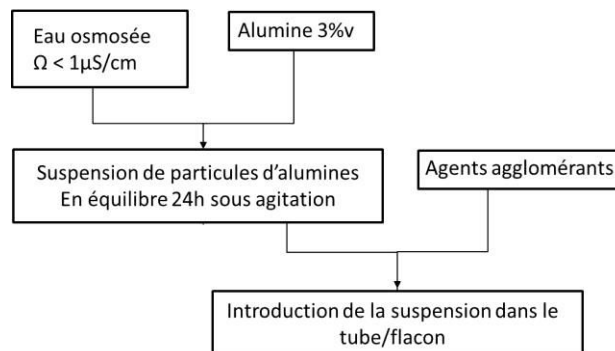 Eau osmosée
Ω < 1µS/cm
Alumine 3%v
Suspension de particules d'alumines
En équilibre 24h sous agitation
Agents agglomérants
Introduction de la suspension dans le
tube/flacon